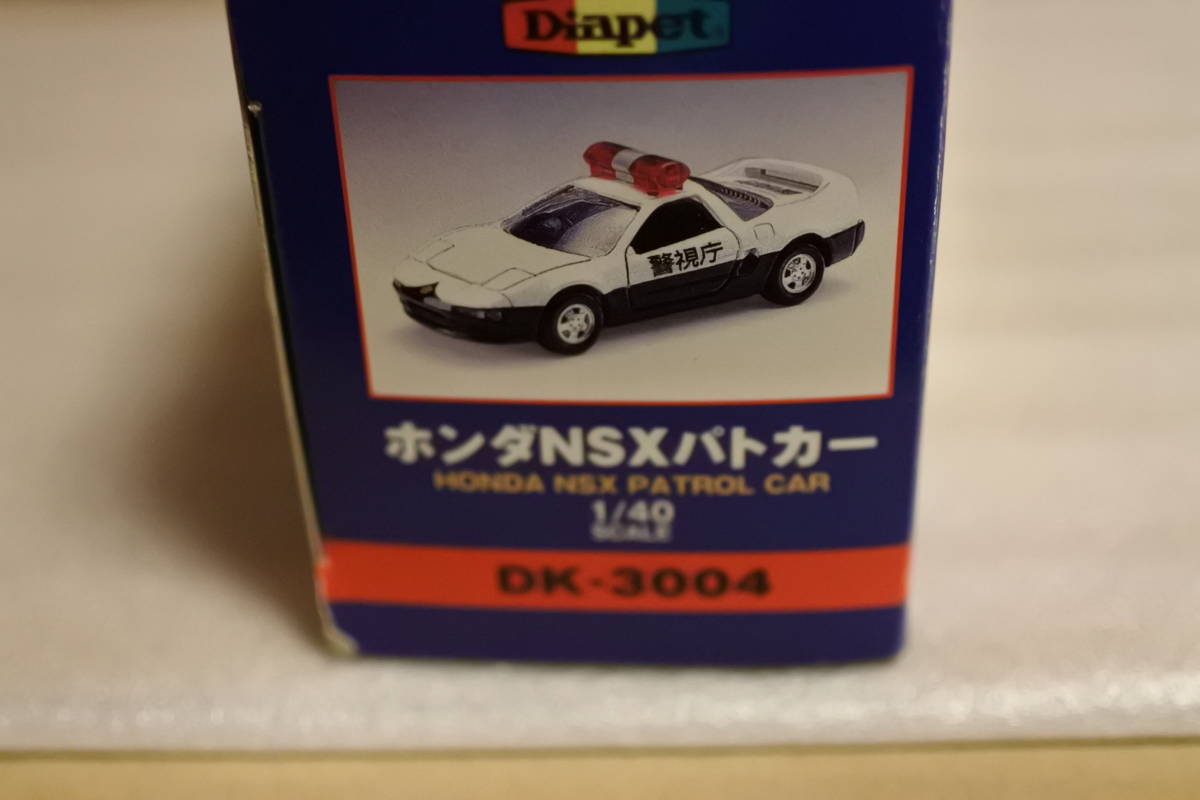 Diapet
警視庁
ホンダNSXパトカー
HONDA NSX PATROL CAR
1/40
SCALE
DK-3004